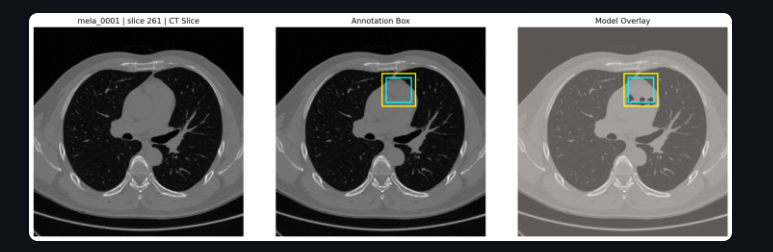 mela_0001 | slice 261 | CT Slice
Annotation Box
Model Overlay